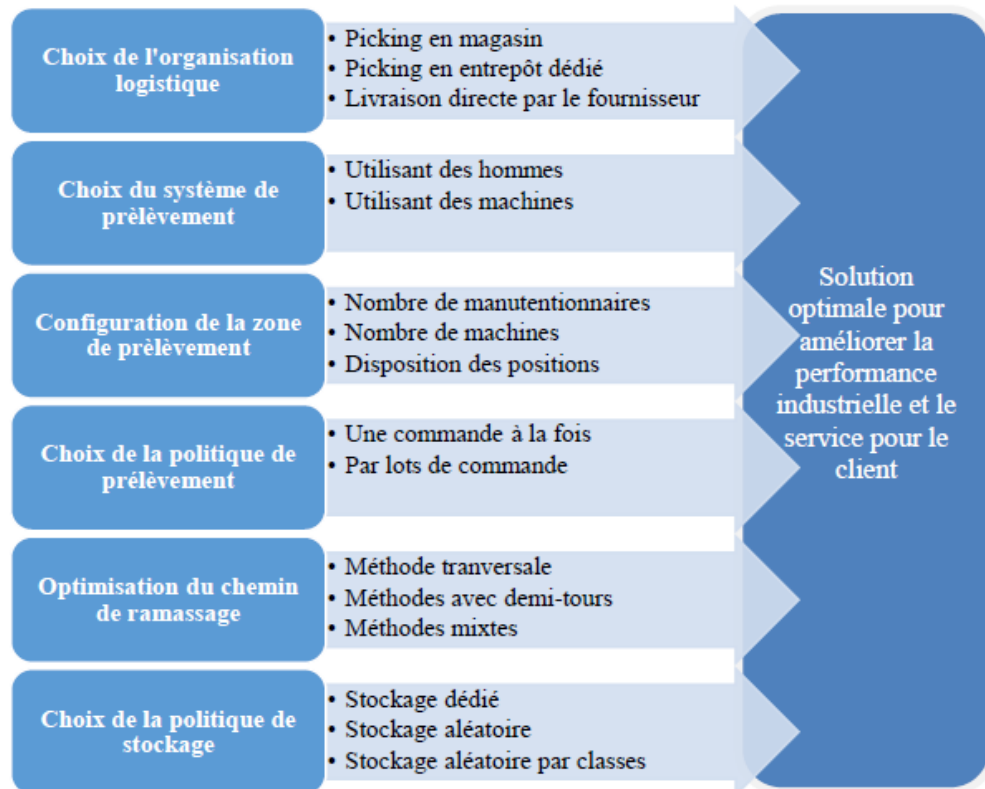 Choix de l'organisation
logistique
• Picking en magasin
• Picking en entrepôt dédié
• Livraison directe par le fournisseur
Choix du système de
prèlèvement
• Utilisant des hommes
• Utilisant des machines
Configuration de la zone
de prèlèvement
• Nombre de manutentionnaires
• Nombre de machines
• Disposition des positions
Choix de la politique de
prélèvement
• Une commande à la fois
• Par lots de commande
Optimisation du chemin
de ramassage
• Méthode tranversale
• Méthodes avec demi-tours
• Méthodes mixtes
Choix de la politique de
stockage
• Stockage dédié
• Stockage aléatoire
• Stockage aléatoire par classes
Solution
optimale pour
améliorer la
performance
industrielle et le
service pour le
client